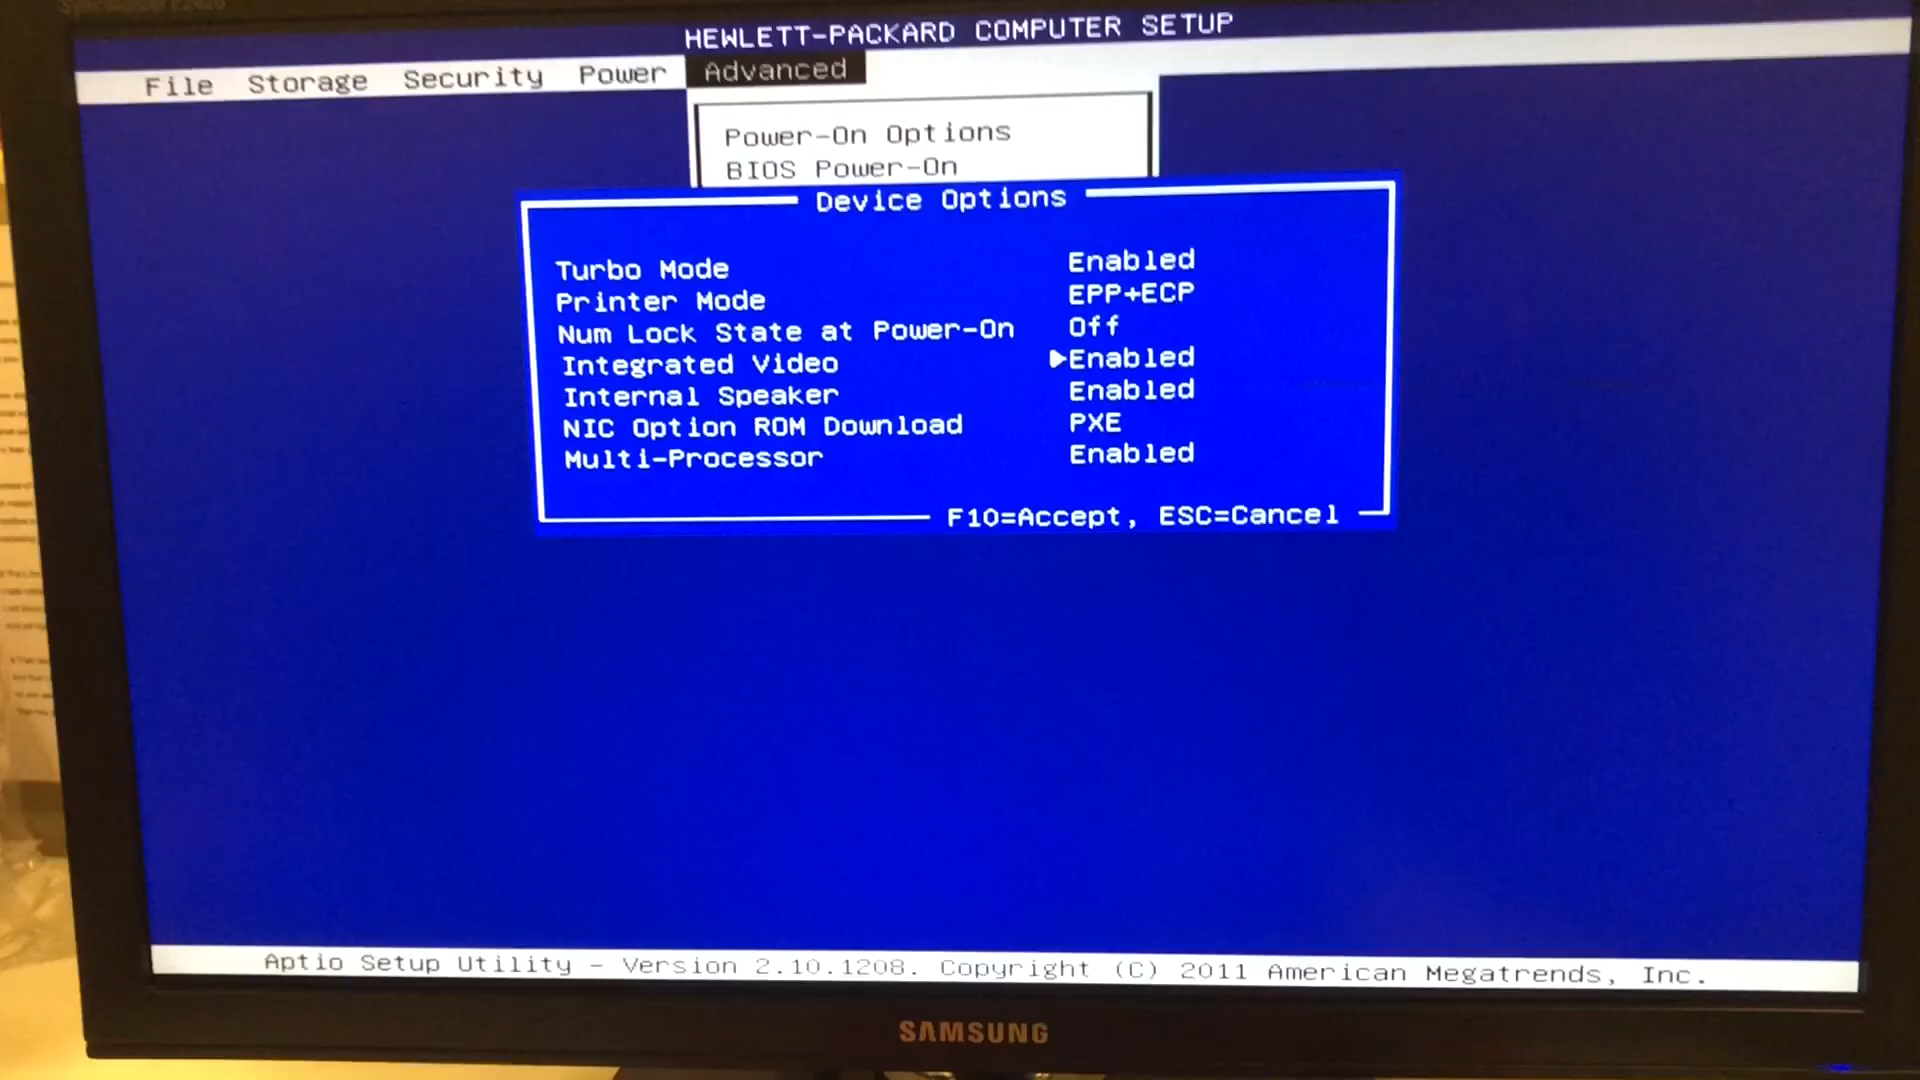 HEWLETT-PACKARD COMPUTER SETUP
File Storage Security Power Advanced
Power-On Options
BIOS Power-On
Device Options
Turbo Mode Enabled
Printer Mode EPP+ECP
Num Lock State at Power-On Off
Integrated Video ▶Enabled
Internal Speaker Enabled
NIC Option ROM Download PXE
Multi-Processor Enabled
F10=Accept, ESC=Cancel
Aptio Setup Utility - Version 2.10.1208. Copyright (C) 2011 American Megatrends, Inc.
SAMSUNG